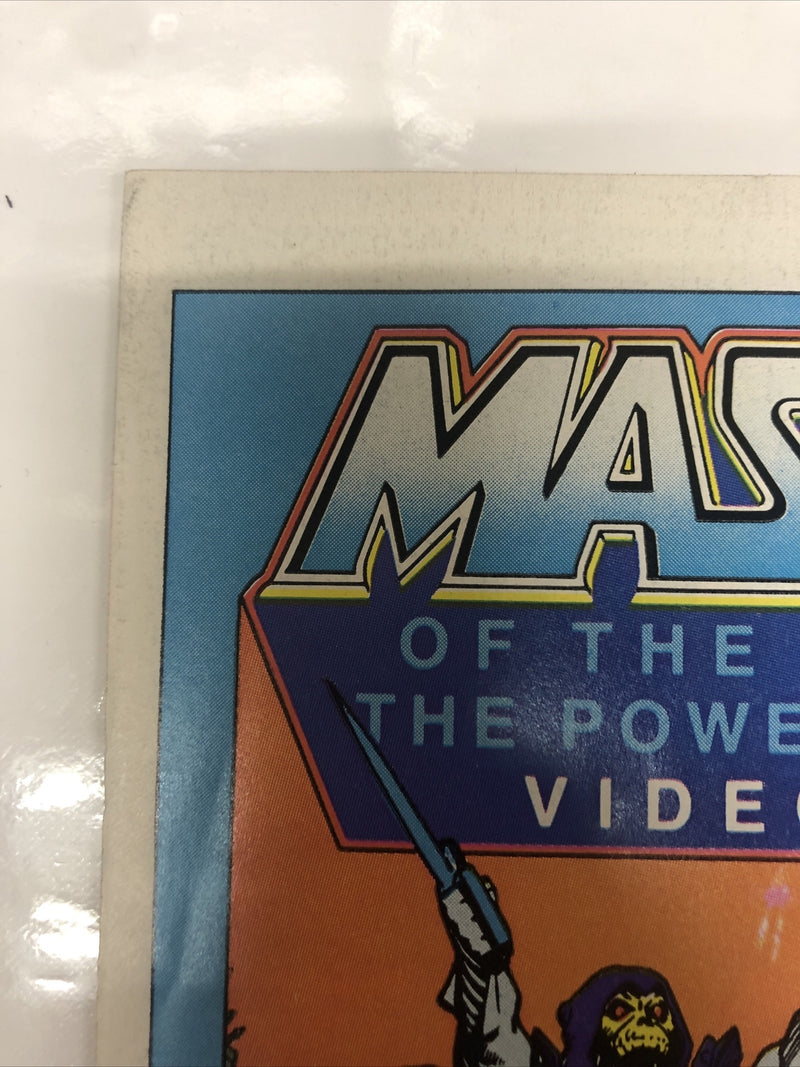 MAS
OF THE
THE POWE
VIDE